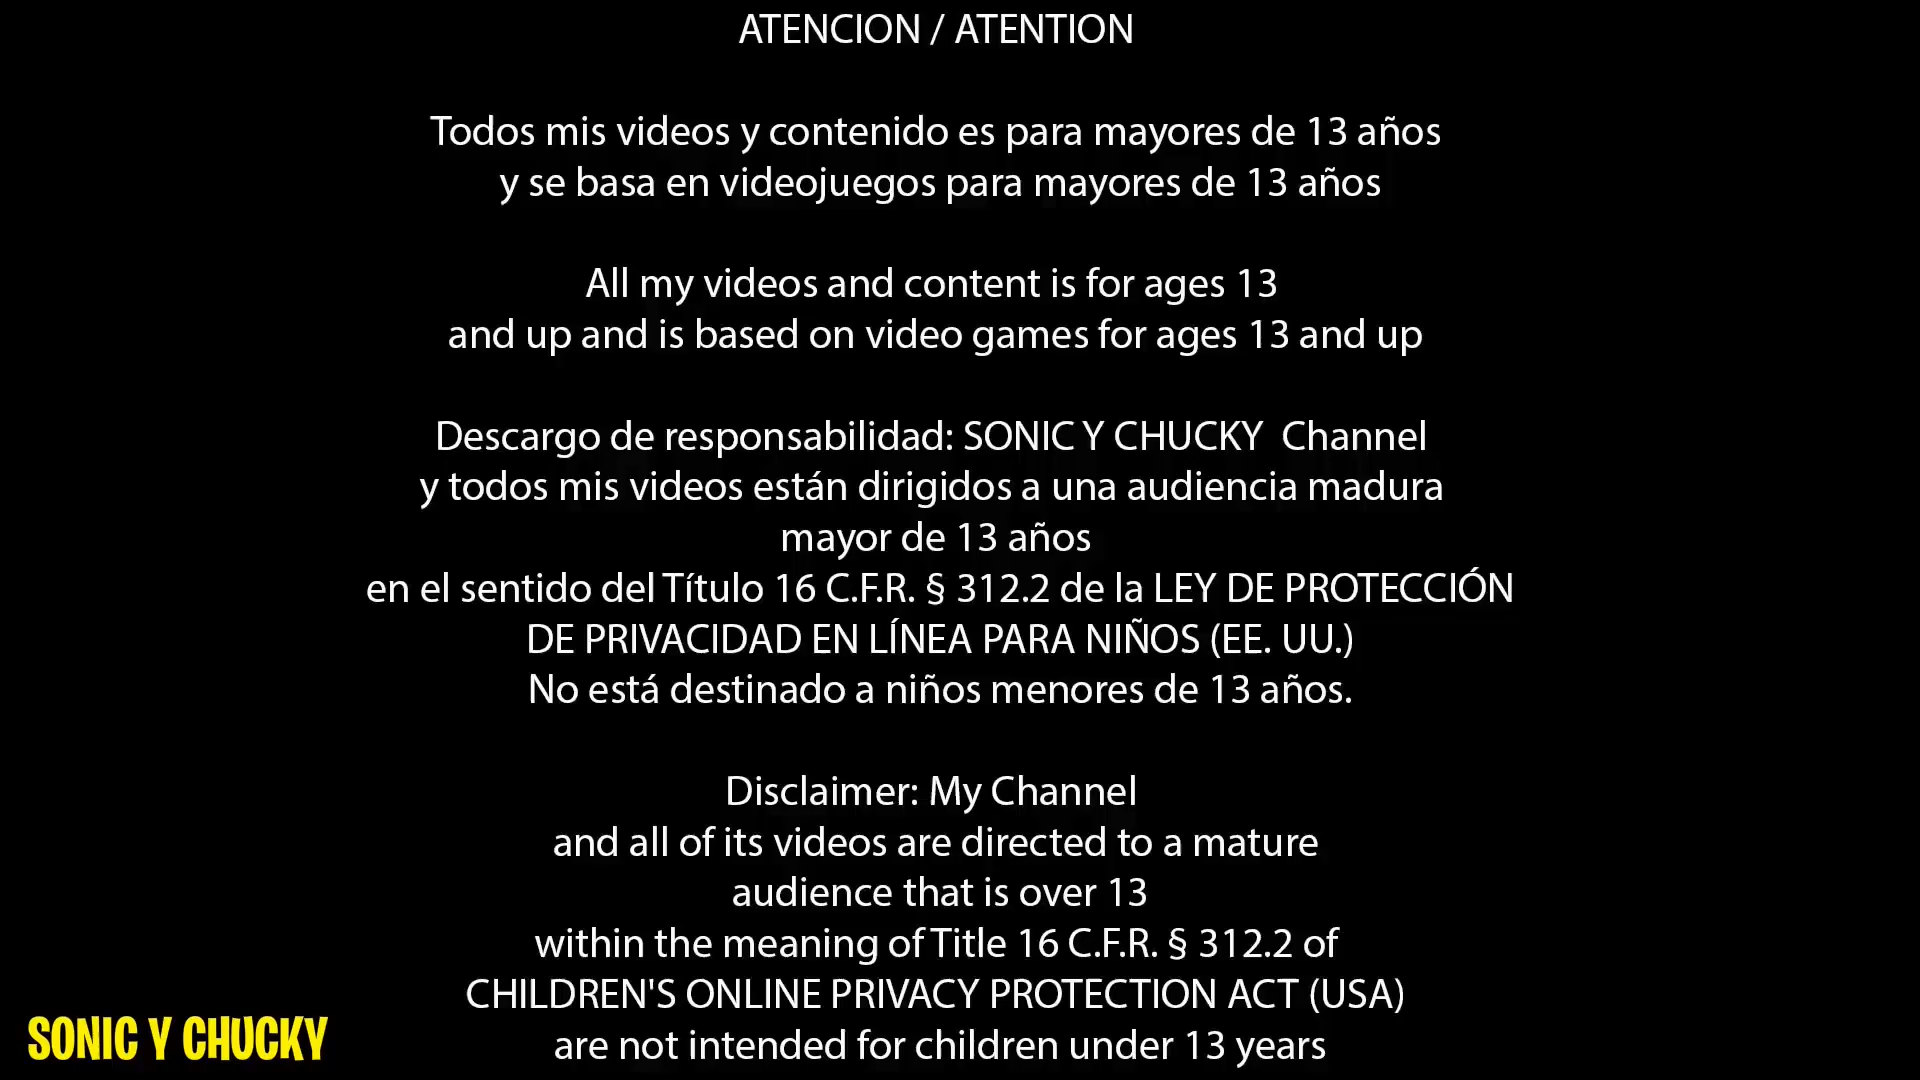 ATENCION / ATENTION
Todos mis videos y contenido es para mayores de 13 años
y se basa en videojuegos para mayores de 13 años
All my videos and content is for ages 13
and up and is based on video games for ages 13 and up
Descargo de responsabilidad: SONIC Y CHUCKY Channel
y todos mis videos están dirigidos a una audiencia madura
mayor de 13 años
en el sentido del Título 16 C.F.R. § 312.2 de la LEY DE PROTECCIÓN
DE PRIVACIDAD EN LÍNEA PARA NIÑOS (EE. UU.)
No está destinado a niños menores de 13 años.
Disclaimer: My Channel
and all of its videos are directed to a mature
audience that is over 13
within the meaning of Title 16 C.F.R. § 312.2 of
CHILDREN'S ONLINE PRIVACY PROTECTION ACT (USA)
are not intended for children under 13 years
SONIC Y CHUCKY